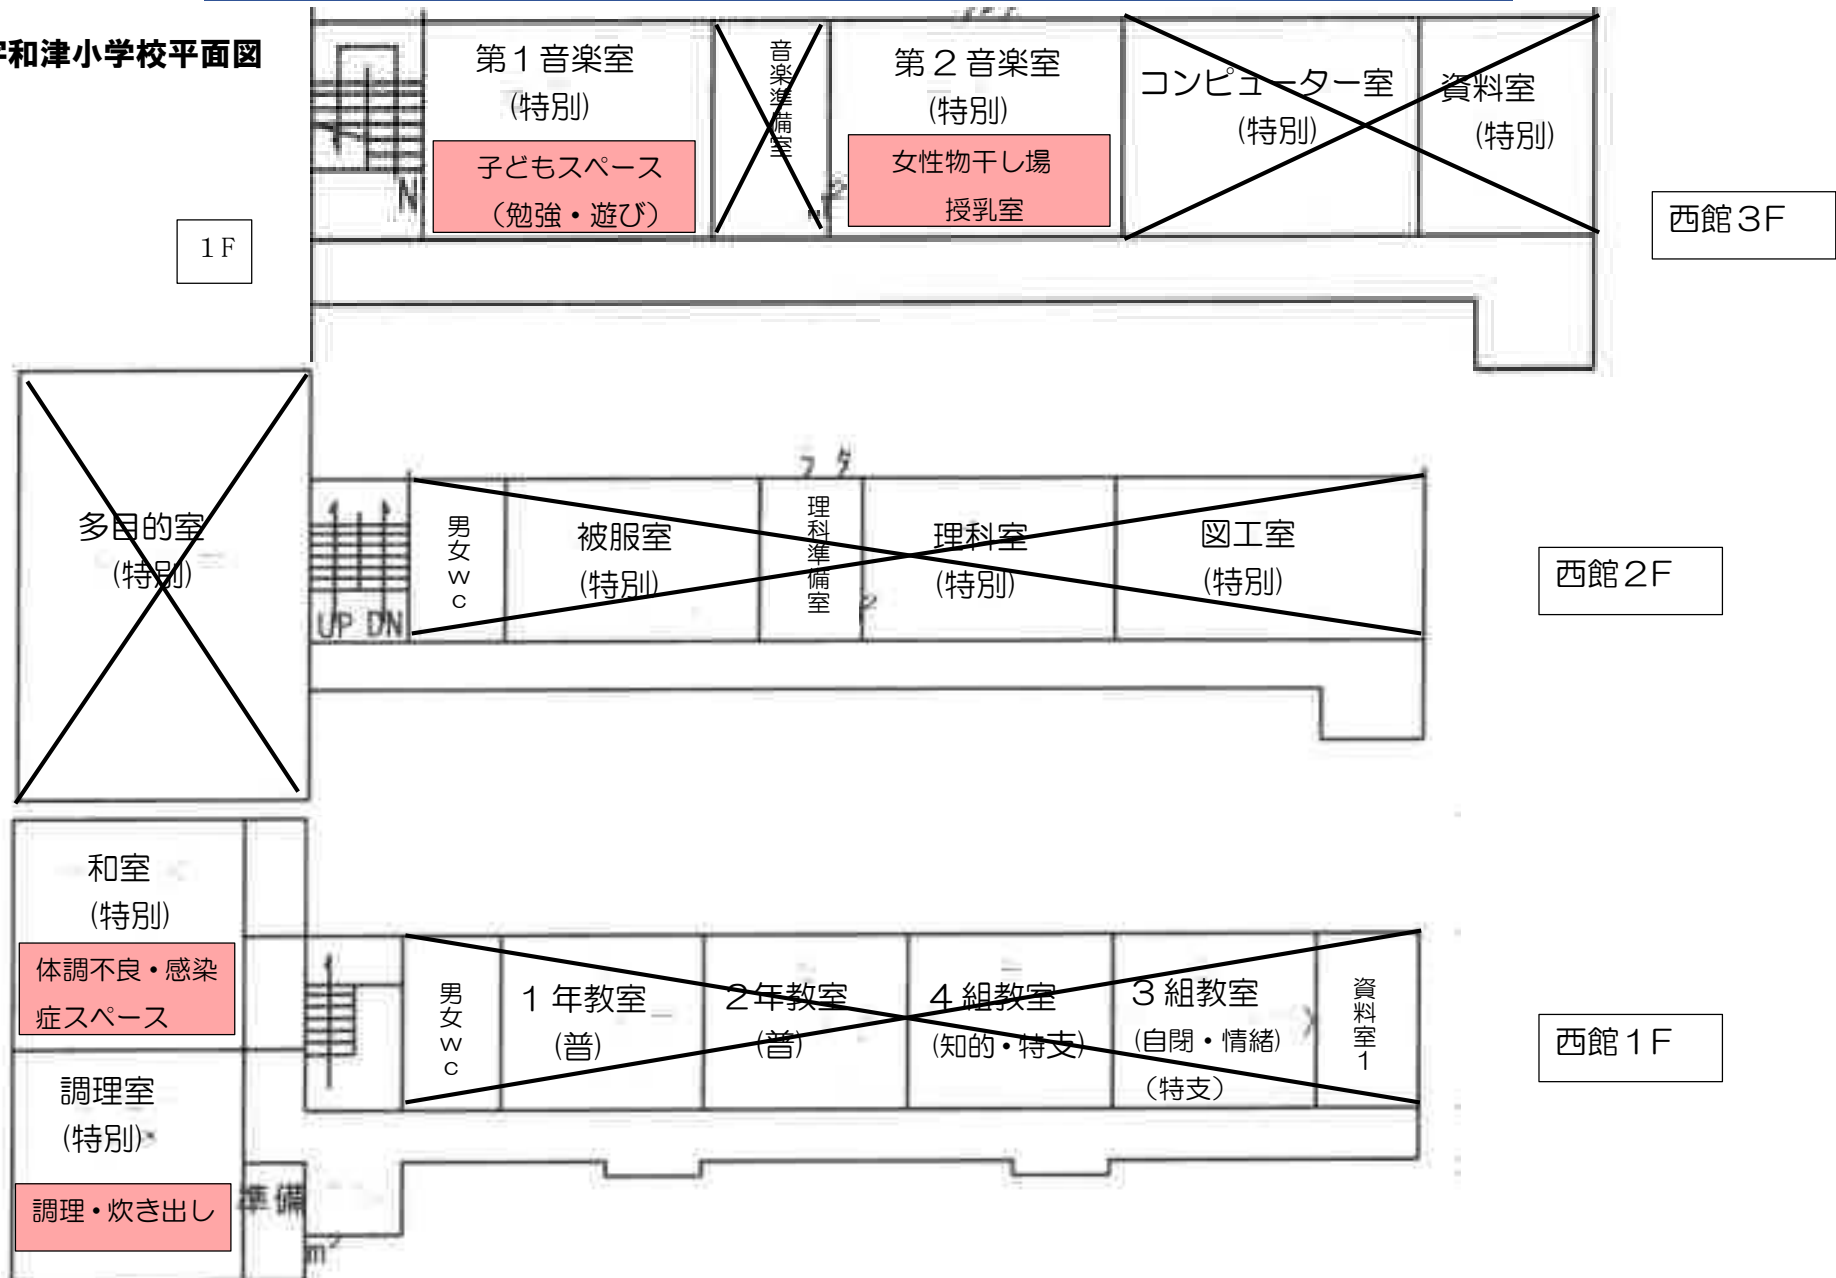 宇和津小学校平面図
第1音楽室
(特別)
子どもスペース
（勉強・遊び）
音楽準備室
第2音楽室
(特別)
女性物干し場
授乳室
コンピューター室
(特別)
資料室
(特別)
N
1F
西館3F
多目的室
(特別)
UP DN
男女wc
被服室
(特別)
理科準備室
理科室
(特別)
図工室
(特別)
西館2F
和室
(特別)
体調不良・感染
症スペース
男女wc
1年教室
(普)
2年教室
(普)
4組教室
(知的・特支)
3組教室
(自閉・情緒)
（特支）
資料室1
西館1F
調理室
(特別)
調理・炊き出し
準備